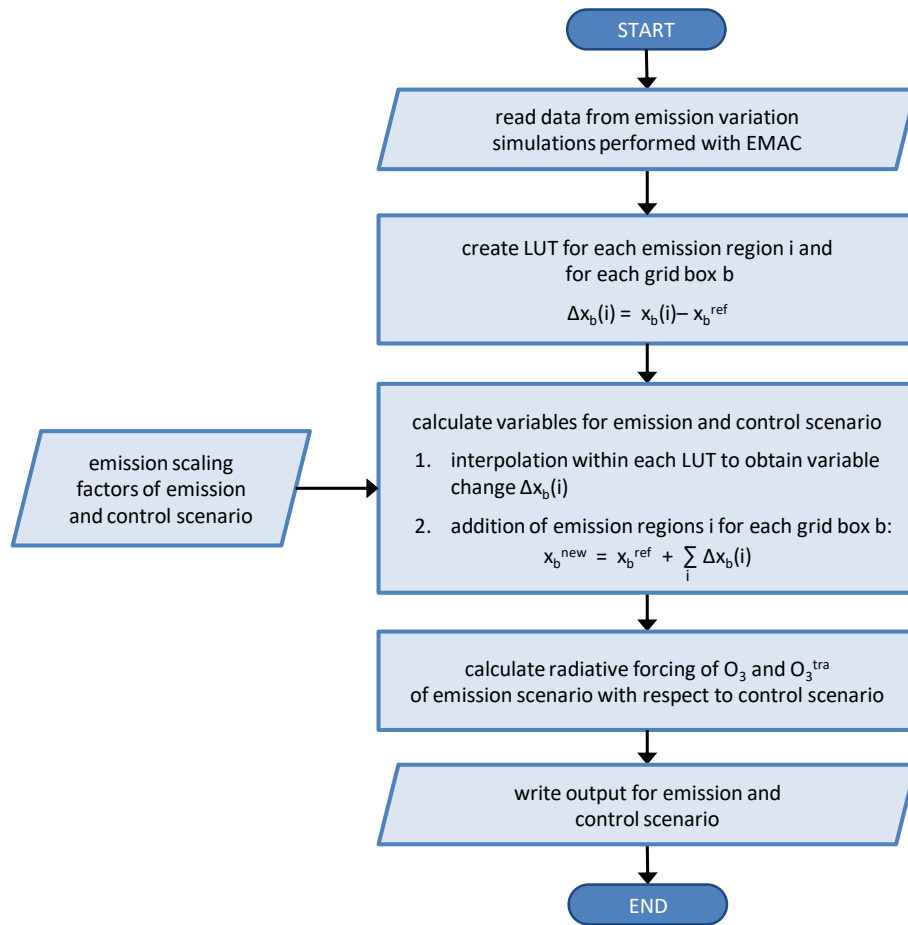 START
read data from emission variation
simulations performed with EMAC
create LUT for each emission region i and
for each grid box b
Δx_b(i) = x_b(i) – x_b^ref
emission scaling
factors of emission
and control scenario
calculate variables for emission and control scenario
1. interpolation within each LUT to obtain variable
change Δx_b(i)
2. addition of emission regions i for each grid box b:
x_b^new = x_b^ref + ∑_i Δx_b(i)
calculate radiative forcing of O₃ and O₃^tra
of emission scenario with respect to control scenario
write output for emission and
control scenario
END